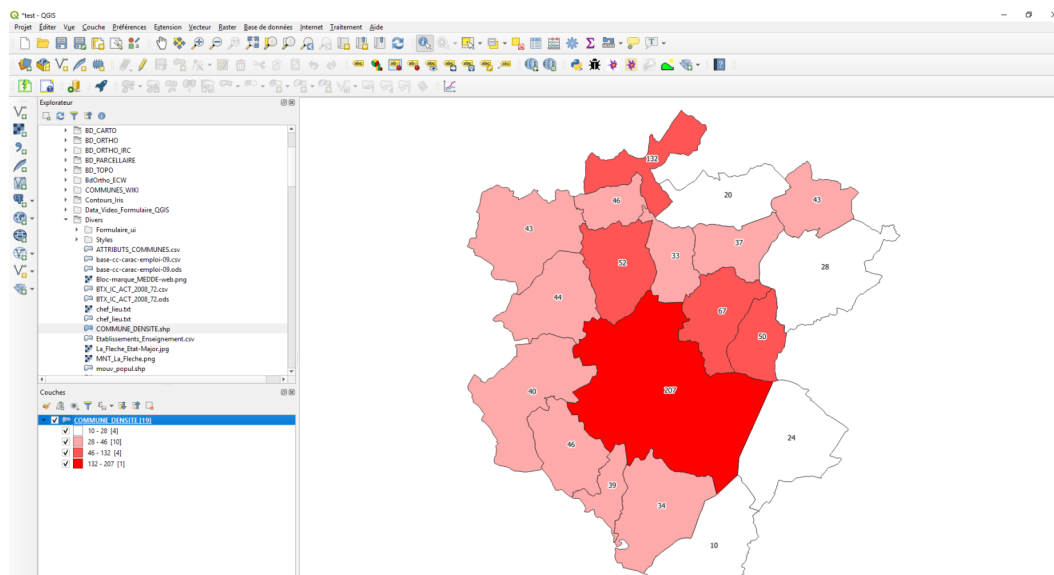 *test - QGIS
Projet Éditer Vue Couche Préférences Extension Vecteur Raster Base de données Internet Traitement Aide
Explorateur
BD_CARTO
BD_ORTHO
BD_ORTHO_IRC
BD_PARCELLAIRE
BD_TOPO
BdOrtho_ECW
COMMUNES_WIKI
Contours_Iris
Data_Video_Formulaire_QGIS
Divers
Formulaire_ui
Styles
ATTRIBUTS_COMMUNES.csv
base-cc-carac-emploi-09.csv
base-cc-carac-emploi-09.ods
Bloc-marque_MEDDE-web.png
BTX_IC_ACT_2008_72.csv
BTX_IC_ACT_2008_72.ods
chef_lieu.txt
chef_lieu.txt
COMMUNE_DENSITE.shp
Etablissements_Enseignement.csv
La_Fleche_Etat-Major.jpg
MNT_La_Fleche.png
mouv_popul.shp
Couches
COMMUNE DENSITE [19]
10 - 28 [4]
28 - 46 [10]
46 - 132 [4]
132 - 207 [1]
132
20
46
43
43
37
33
52
28
44
67
50
40
207
24
46
39
34
10